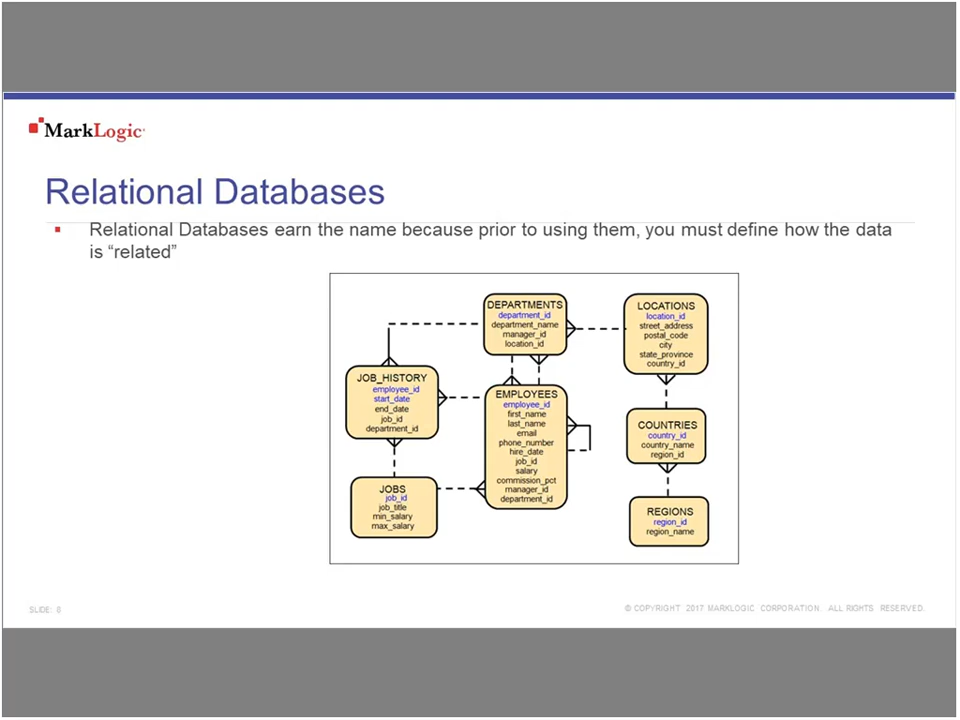 MarkLogic
Relational Databases
▪ Relational Databases earn the name because prior to using them, you must define how the data
is “related”
DEPARTMENTS
department_id
department_name
manager_id
location_id
LOCATIONS
location_id
street_address
postal_code
city
state_province
country_id
JOB_HISTORY
employee_id
start_date
end_date
job_id
department_id
EMPLOYEES
employee_id
first_name
last_name
email
phone_number
hire_date
job_id
salary
commission_pct
manager_id
department_id
COUNTRIES
country_id
country_name
region_id
JOBS
job_id
job_title
min_salary
max_salary
REGIONS
region_id
region_name
SLIDE: 8
© COPYRIGHT 2017 MARKLOGIC CORPORATION. ALL RIGHTS RESERVED.